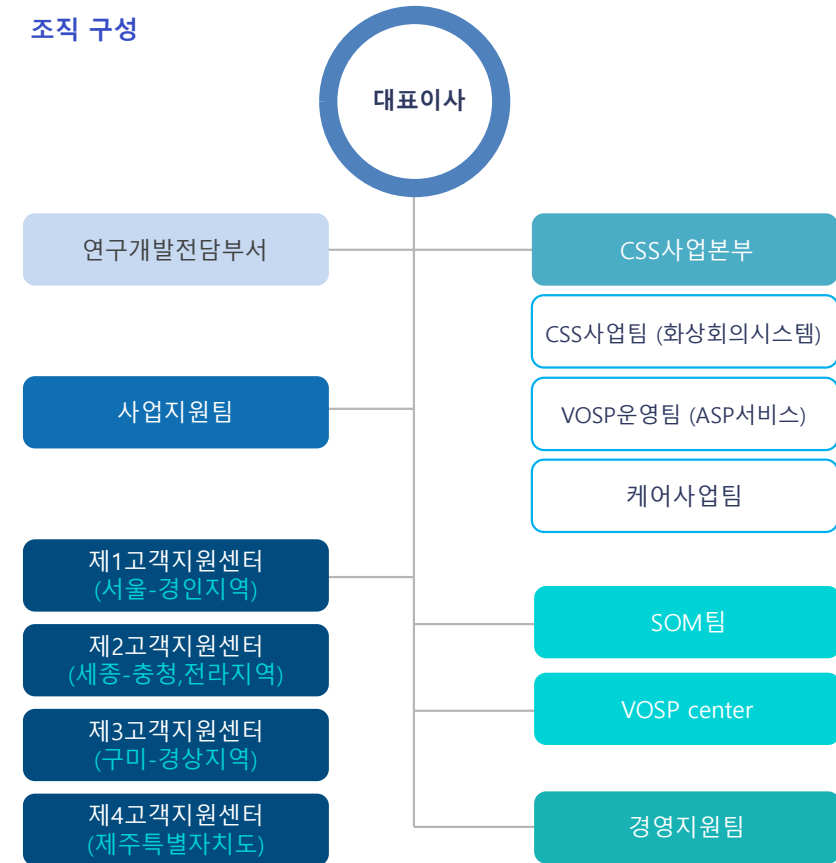 조직 구성
대표이사
연구개발전담부서
CSS사업본부
CSS사업팀 (화상회의시스템)
사업지원팀
VOSP운영팀 (ASP서비스)
케어사업팀
제1고객지원센터
(서울-경인지역)
제2고객지원센터
(세종-충청,전라지역)
제3고객지원센터
(구미-경상지역)
제4고객지원센터
(제주특별자치도)
SOM팀
VOSP center
경영지원팀